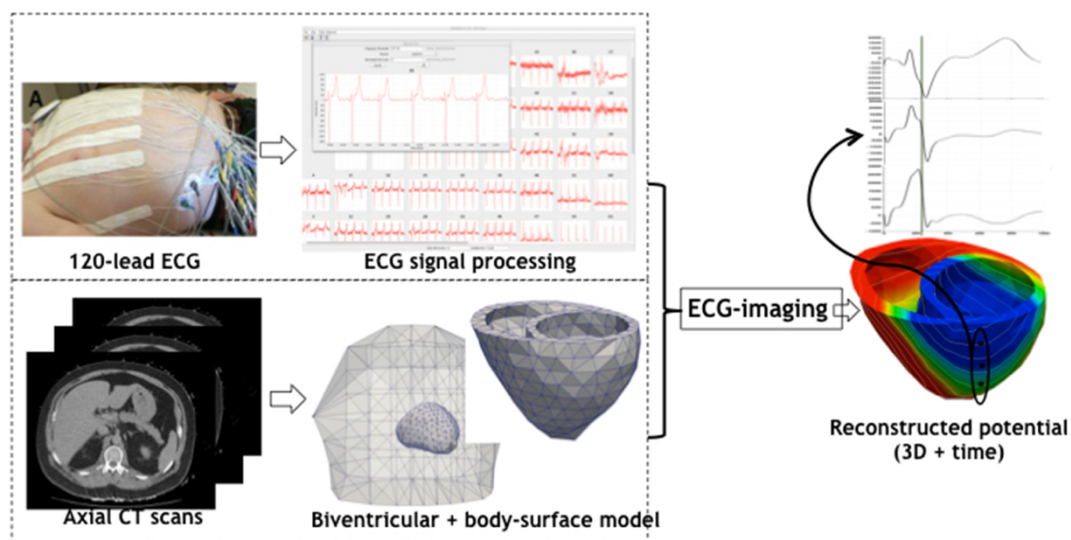 A
120-lead ECG
ECG signal processing
Axial CT scans
Biventricular + body-surface model
ECG-imaging
Reconstructed potential
(3D + time)